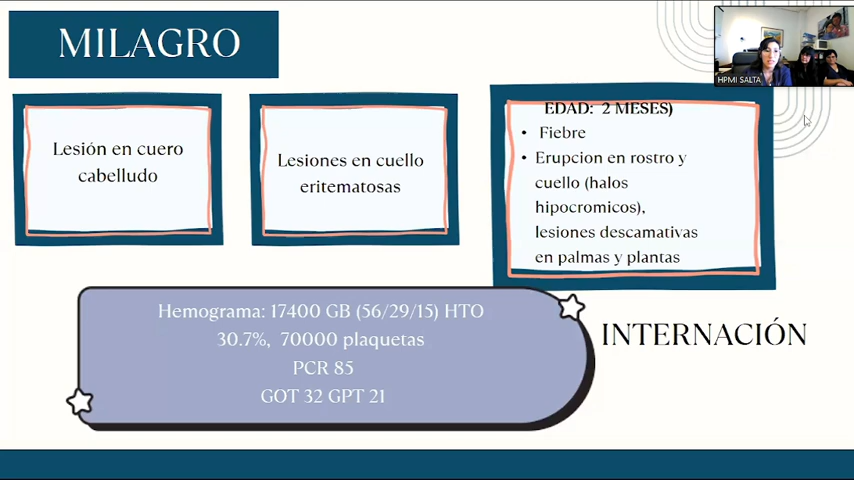 MILAGRO
HPMI SALTA
Lesión en cuero
cabelludo
Lesiones en cuello
eritematosas
EDAD: 2 MESES)
• Fiebre
• Erupcion en rostro y
cuello (halos
hipocromicos),
lesiones descamativas
en palmas y plantas
Hemograma: 17400 GB (56/29/15) HTO
30.7%, 70000 plaquetas
PCR 85
GOT 32 GPT 21
INTERNACIÓN